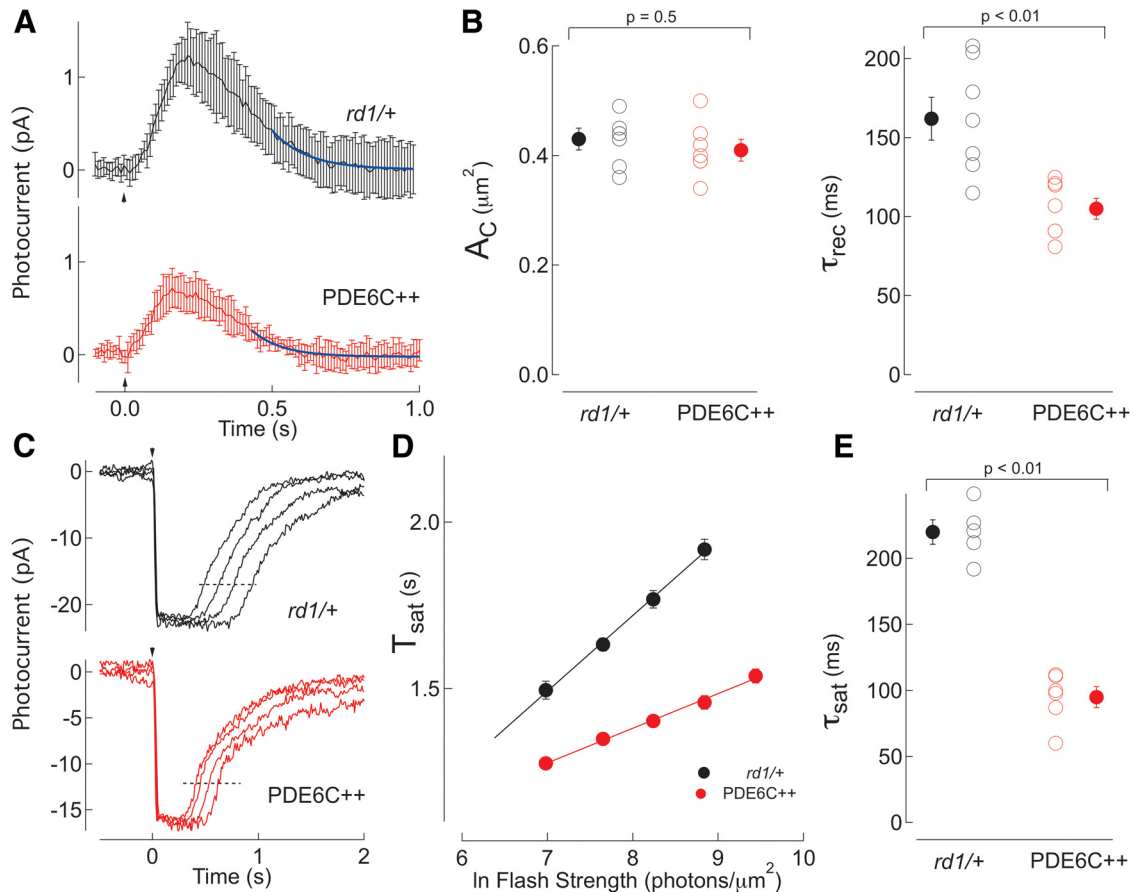 A
Photocurrent (pA)
1
0
rd1/+
1
0
PDE6C++
0.0
0.5
1.0
Time (s)
B
p = 0.5
A_C (μm²)
0.6
0.4
0.2
0.0
rd1/+
PDE6C++
p < 0.01
τ_rec (ms)
200
150
100
50
0
rd1/+
PDE6C++
C
Photocurrent (pA)
0
-10
-20
rd1/+
0
-5
-10
-15
PDE6C++
0
1
2
Time (s)
D
T_sat (s)
2.0
1.5
rd1/+
PDE6C++
6
7
8
9
10
ln Flash Strength (photons/μm²)
E
p < 0.01
τ_sat (ms)
200
150
100
50
0
rd1/+
PDE6C++